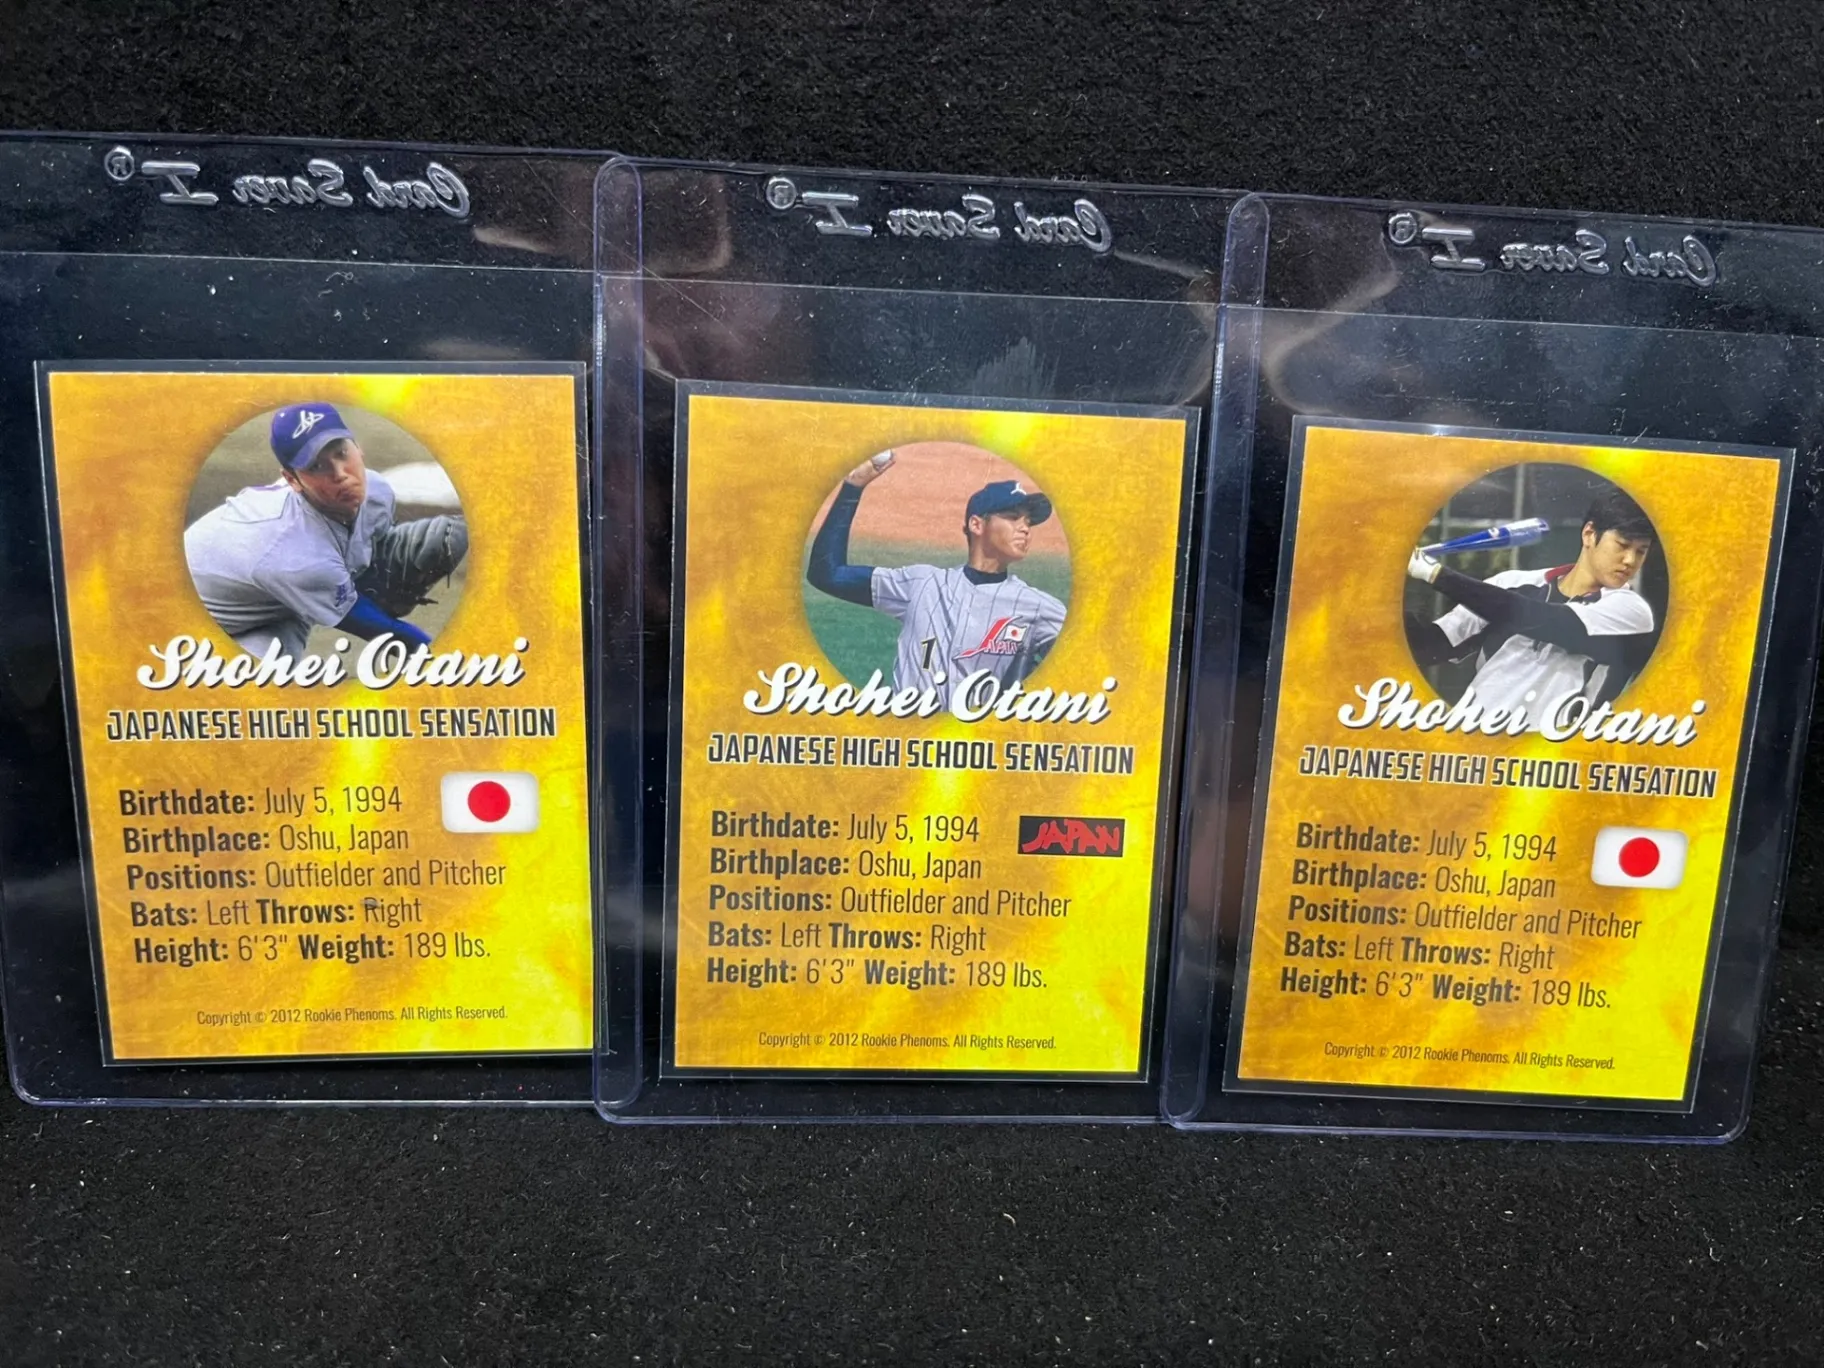 Card Saver I®
Card Saver I®
Card Saver I®
Shohei Otani
JAPANESE HIGH SCHOOL SENSATION
Birthdate: July 5, 1994
Birthplace: Oshu, Japan
Positions: Outfielder and Pitcher
Bats: Left Throws: Right
Height: 6'3" Weight: 189 lbs.
Copyright © 2012 Rookie Phenoms. All Rights Reserved.
1
JAPAN
Shohei Otani
JAPANESE HIGH SCHOOL SENSATION
Birthdate: July 5, 1994
JAPAN
Birthplace: Oshu, Japan
Positions: Outfielder and Pitcher
Bats: Left Throws: Right
Height: 6'3" Weight: 189 lbs.
Copyright © 2012 Rookie Phenoms. All Rights Reserved.
Shohei Otani
JAPANESE HIGH SCHOOL SENSATION
Birthdate: July 5, 1994
Birthplace: Oshu, Japan
Positions: Outfielder and Pitcher
Bats: Left Throws: Right
Height: 6'3" Weight: 189 lbs.
Copyright © 2012 Rookie Phenoms. All Rights Reserved.